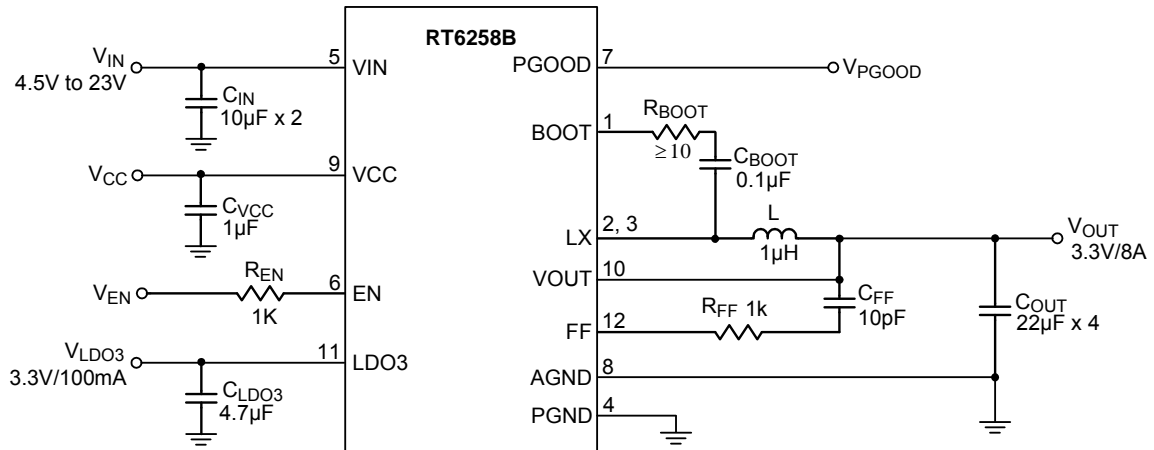 RT6258B
VIN
4.5V to 23V
5
VIN
CIN
10µF x 2
VCC
9
VCC
CVCC
1µF
VEN
REN
1K
6
EN
VLDO3
3.3V/100mA
11
LDO3
CLDO3
4.7µF
PGOOD
7
VPGOOD
BOOT
1
RBOOT
≥10
CBOOT
0.1µF
LX
2, 3
L
1µH
VOUT
3.3V/8A
VOUT
10
CFF
10pF
FF
12
RFF 1k
COUT
22µF x 4
AGND
8
PGND
4